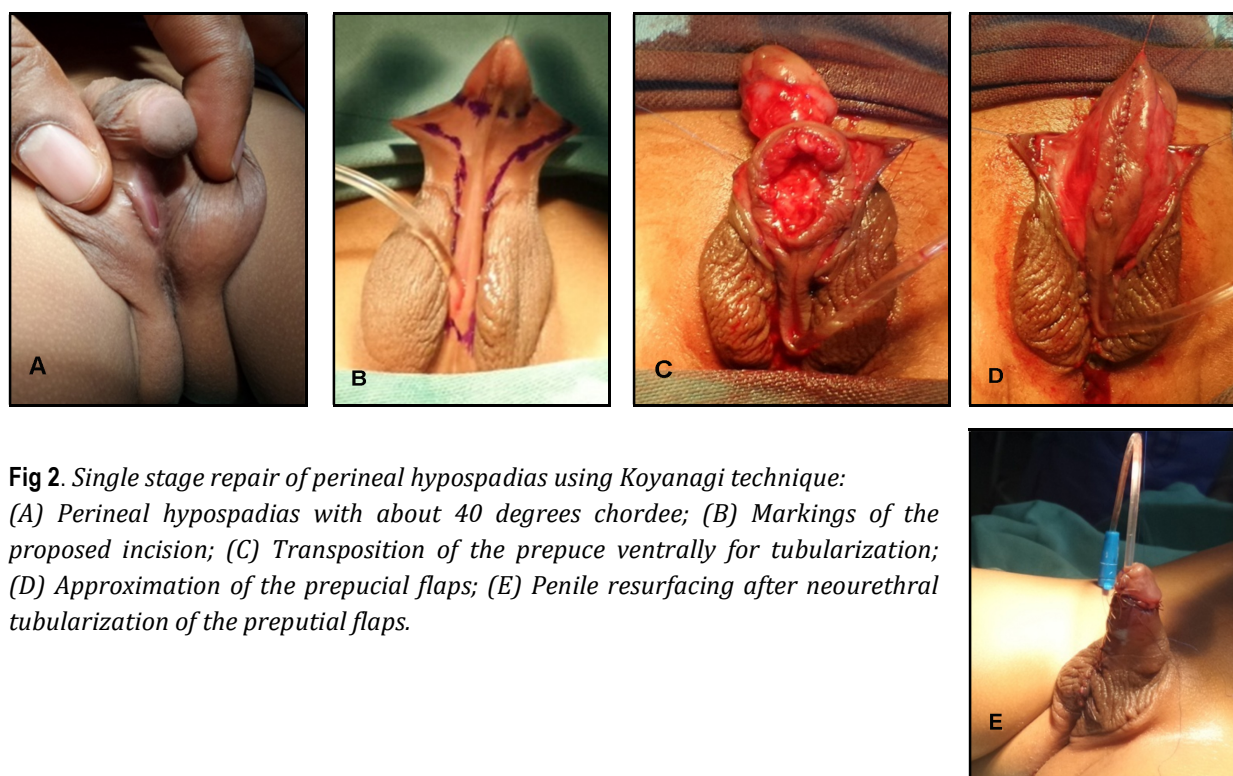 A
B
C
D
Fig 2. Single stage repair of perineal hypospadias using Koyanagi technique:
(A) Perineal hypospadias with about 40 degrees chordee; (B) Markings of the
proposed incision; (C) Transposition of the prepuce ventrally for tubularization;
(D) Approximation of the prepucial flaps; (E) Penile resurfacing after neourethral
tubularization of the preputial flaps.
E